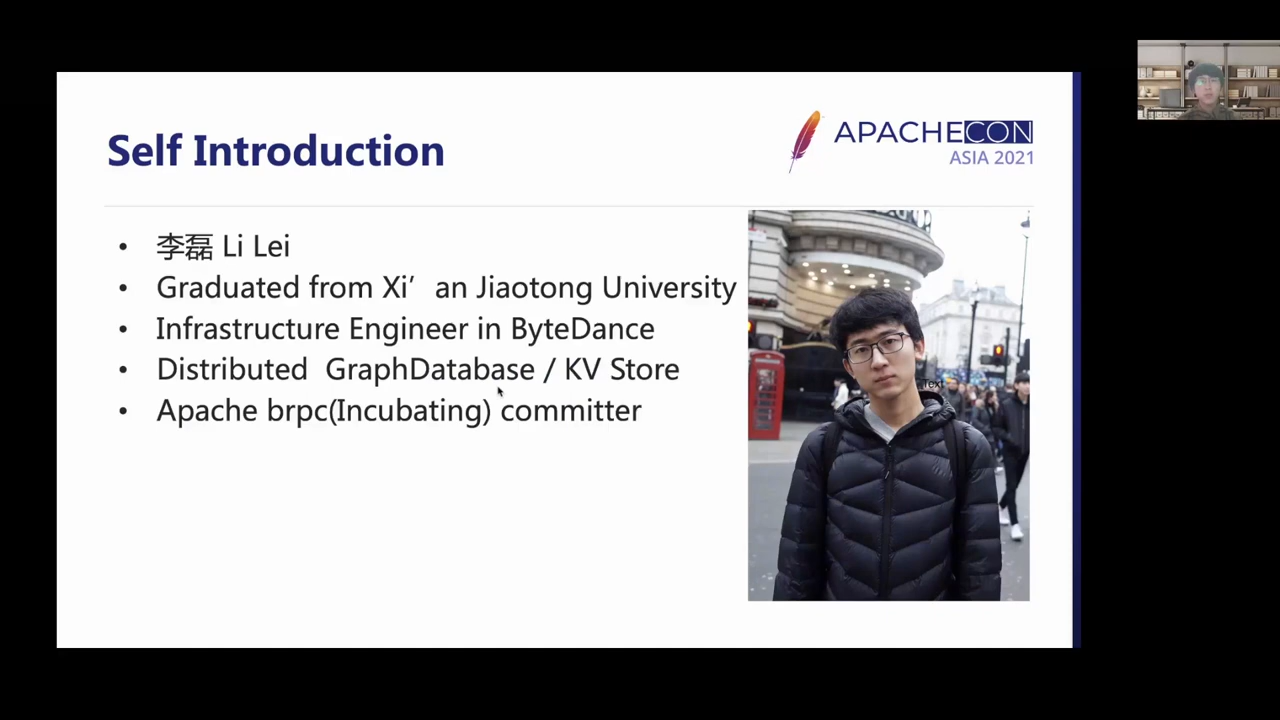 Self Introduction
APACHECON
ASIA 2021
• 李磊 Li Lei
• Graduated from Xi’an Jiaotong University
• Infrastructure Engineer in ByteDance
• Distributed GraphDatabase / KV Store
• Apache brpc(Incubating) committer
Text